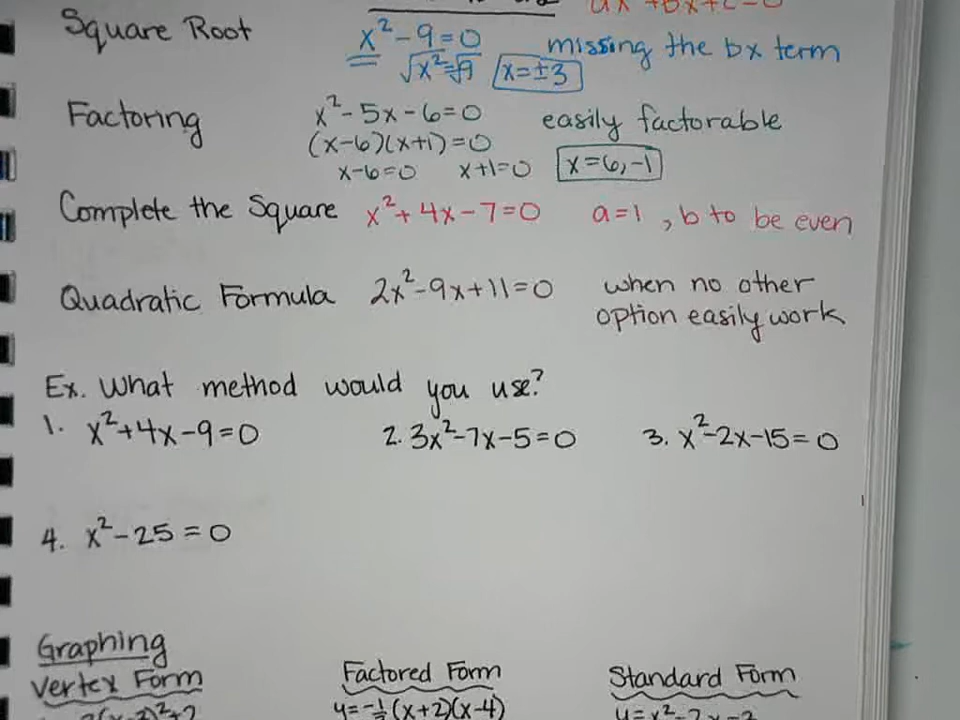 Square Root x² - 9 = 0 missing the bx term
√x² = √9 x = ±3
Factoring x² - 5x - 6 = 0 easily factorable
(x-6)(x+1) = 0
x-6=0 x+1=0 x=6,-1
Complete the Square x² + 4x - 7 = 0 a=1, b to be even
Quadratic Formula 2x² - 9x + 11 = 0 when no other
option easily work
Ex. What method would you use?
1. x² + 4x - 9 = 0 2. 3x² - 7x - 5 = 0 3. x² - 2x - 15 = 0
4. x² - 25 = 0
Graphing
Vertex Form Factored Form Standard Form
y = -½(x+2)(x-4)